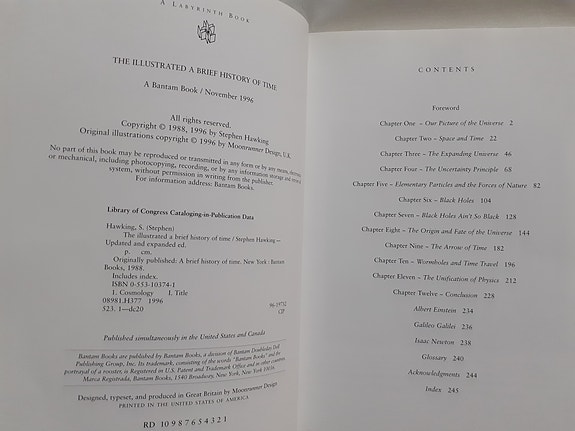 A LABYRINTH BOOK
THE ILLUSTRATED A BRIEF HISTORY OF TIME
A Bantam Book / November 1996
All rights reserved.
Copyright © 1988, 1996 by Stephen Hawking
Original illustrations copyright © 1996 by Moonrunner Design, U.K.
No part of this book may be reproduced or transmitted in any form or by any means, electronic
or mechanical, including photocopying, recording, or by any information storage and retrieval
system, without permission in writing from the publisher.
For information address: Bantam Books.
Library of Congress Cataloging-in-Publication Data
Hawking, S. (Stephen)
The illustrated a brief history of time / Stephen Hawking —
Updated and expanded ed.
p. cm.
Originally published: A brief history of time. New York : Bantam
Books, 1988.
Includes index.
ISBN 0-553-10374-1
1. Cosmology I. Title
08981.H377 1996
523. 1—dc20
CIP
Published simultaneously in the United States and Canada
Bantam Books are published by Bantam Books, a division of Bantam Doubleday Dell
Publishing Group, Inc. Its trademark, consisting of the words "Bantam Books" and the
portrayal of a rooster, is Registered in U.S. Patent and Trademark Office and in other countries.
Marca Registrada, Bantam Books, 1540 Broadway, New York, New York 10036.
Designed, typeset, and produced in Great Britain by Moonrunner Design.
PRINTED IN THE UNITED STATES OF AMERICA
RD 10 9 8 7 6 5 4 3 2 1
CONTENTS
Foreword
Chapter One – Our Picture of the Universe 2
Chapter Two – Space and Time 22
Chapter Three – The Expanding Universe 46
Chapter Four – The Uncertainty Principle 68
Chapter Five – Elementary Particles and the Forces of Nature 82
Chapter Six – Black Holes 104
Chapter Seven – Black Holes Ain't So Black 128
Chapter Eight – The Origin and Fate of the Universe 144
Chapter Nine – The Arrow of Time 182
Chapter Ten – Wormholes and Time Travel 196
Chapter Eleven – The Unification of Physics 212
Chapter Twelve – Conclusion 228
Albert Einstein 234
Galileo Galilei 236
Isaac Newton 238
Glossary 240
Acknowledgments 244
Index 245